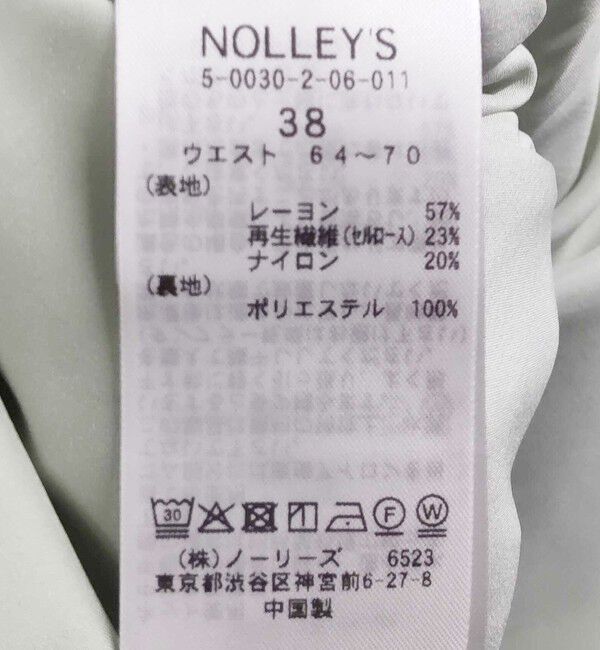 NOLLEY'S
5-0030-2-06-011
38
ウエスト 64～70
(表地)
レーヨン 57%
再生繊維(セルロース) 23%
ナイロン 20%
(裏地)
ポリエステル 100%
30 F W
(株)ノーリーズ 6523
東京都渋谷区神宮前6-27-8
中国製